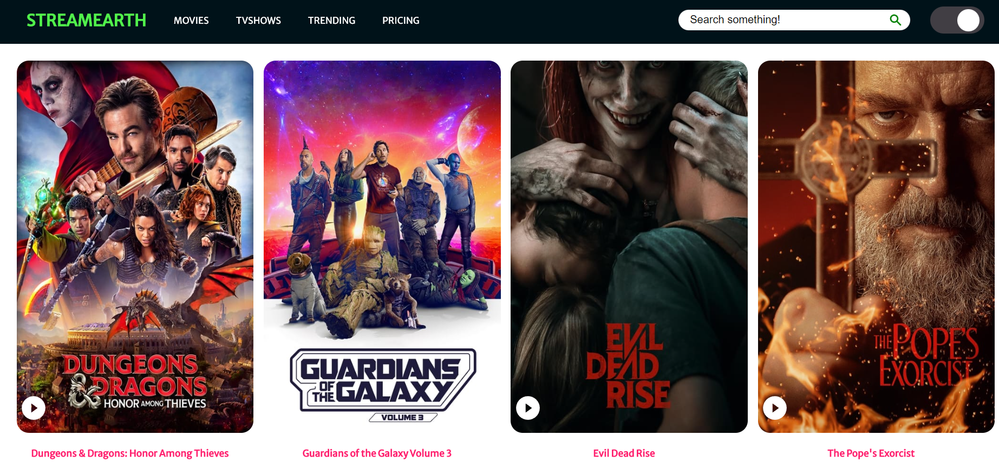 STREAMEARTH MOVIES TVSHOWS TRENDING PRICING Search something!
DUNGEONS
& DRAGONS
HONOR AMONG THIEVES
GUARDIANS
OF THE GALAXY
VOLUME 3
EVIL
DEAD
RISE
THE POPE'S
EXORCIST
Dungeons & Dragons: Honor Among Thieves
Guardians of the Galaxy Volume 3
Evil Dead Rise
The Pope's Exorcist